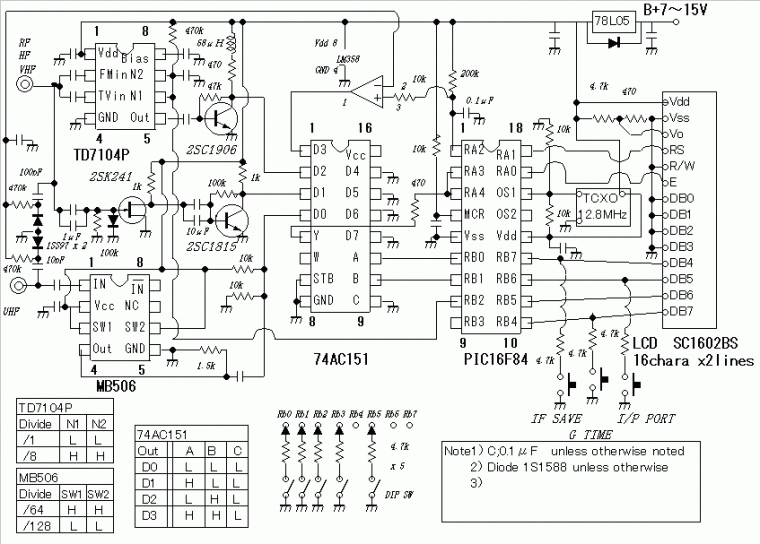 B+7~15V
78L05
RF
HF
VHF
1 8
Vdd Bias
FMin N2
TVin N1
GND Out
4 5
TD7104P
470k
68μH
470
47k
2SC1906
Vdd 8
LM358
GND 4
1
2
3
10k
200k
0.1μF
4.7k 470
Vdd
Vss
Vo
RS
R/W
E
DB0
DB1
DB2
DB3
DB4
DB5
DB6
DB7
LCD SC1602BS
16chara x2lines
TCXO
12.8MHz
10k
10k
10k
470
1 18
RA2 RA1
RA3 RA0
RA4 OS1
MCR OS2
Vss Vdd
RB0 RB7
RB1 RB6
RB2 RB5
RB3 RB4
9 10
PIC16F84
1 16
D3 Vcc
D2 D4
D1 D5
D0 D6
Y D7
W A
STB B
GND C
8 9
74AC151
2SK241
1k
100k
1k
2SC1815
10μF
1μF
100k
100nF
470k
1SS97 x 2
470k
10nF
UHF
1 8
IN IN
Vcc NC
SW1 SW2
Out GND
4 5
MB506
10k
10k
1.5k
4.7k
4.7k
4.7k
IF SAVE
G TIME
I/P PORT
TD7104P
Divide N1 N2
/1 L L
/8 H H
MB506
Divide SW1 SW2
/64 H H
/128 L L
74AC151
Out A B C
D0 L L L
D1 H L L
D2 L H L
D3 H H L
Rb0 Rb1 Rb2 Rb3 Rb4 Rb5 Rb6 Rb7
4.7k
x 5
DIP SW
Note1) C;0.1μF unless otherwise noted
2) Diode 1S1588 unless otherwise
3)